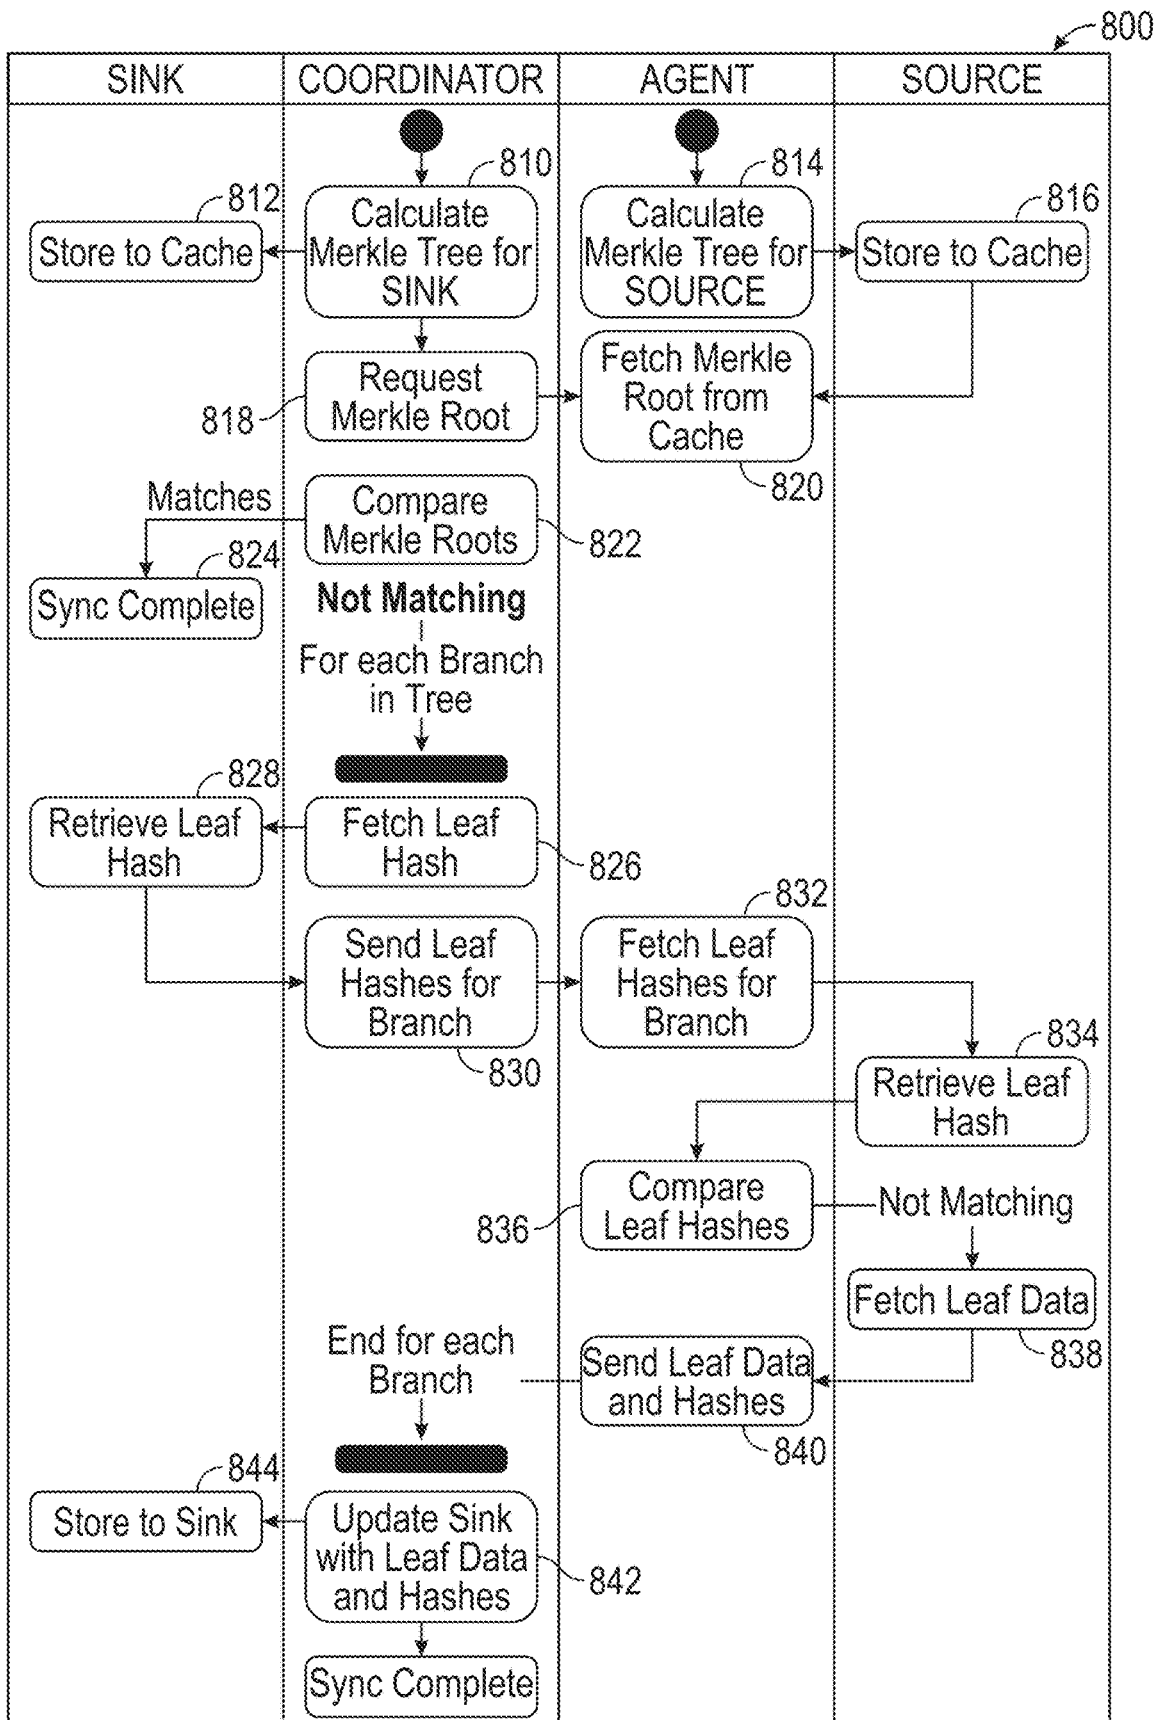 800
SINK
COORDINATOR
AGENT
SOURCE
810
814
812
816
Calculate
Merkle Tree for
SINK
Calculate
Merkle Tree for
SOURCE
Store to Cache
Store to Cache
Request
Merkle Root
818
Fetch Merkle
Root from
Cache
820
Matches
Compare
Merkle Roots
822
824
Sync Complete
Not Matching
For each Branch
in Tree
828
Retrieve Leaf
Hash
Fetch Leaf
Hash
826
832
Send Leaf
Hashes for
Branch
830
Fetch Leaf
Hashes for
Branch
834
Retrieve Leaf
Hash
Compare
Leaf Hashes
836
Not Matching
Fetch Leaf Data
838
End for each
Branch
Send Leaf Data
and Hashes
840
844
Store to Sink
Update Sink
with Leaf Data
and Hashes
842
Sync Complete